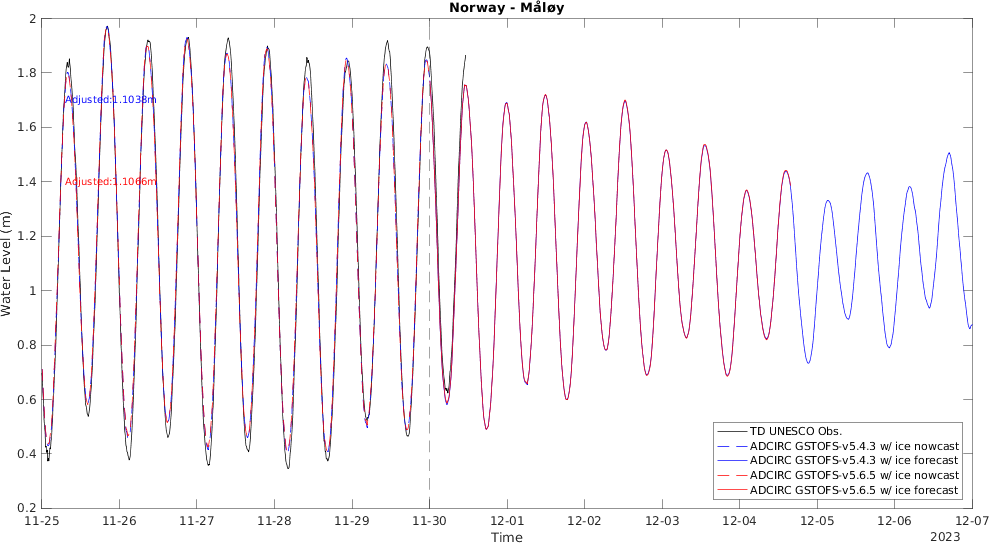 Norway - Måløy
2
1.8
1.6
1.4
1.2
1
0.8
0.6
0.4
0.2
Water Level (m)
Adjusted:1.1038m
Adjusted:1.1066m
TD UNESCO Obs.
ADCIRC GSTOFS-v5.4.3 w/ ice nowcast
ADCIRC GSTOFS-v5.4.3 w/ ice forecast
ADCIRC GSTOFS-v5.6.5 w/ ice nowcast
ADCIRC GSTOFS-v5.6.5 w/ ice forecast
11-25 11-26 11-27 11-28 11-29 11-30 12-01 12-02 12-03 12-04 12-05 12-06 12-07
Time
2023